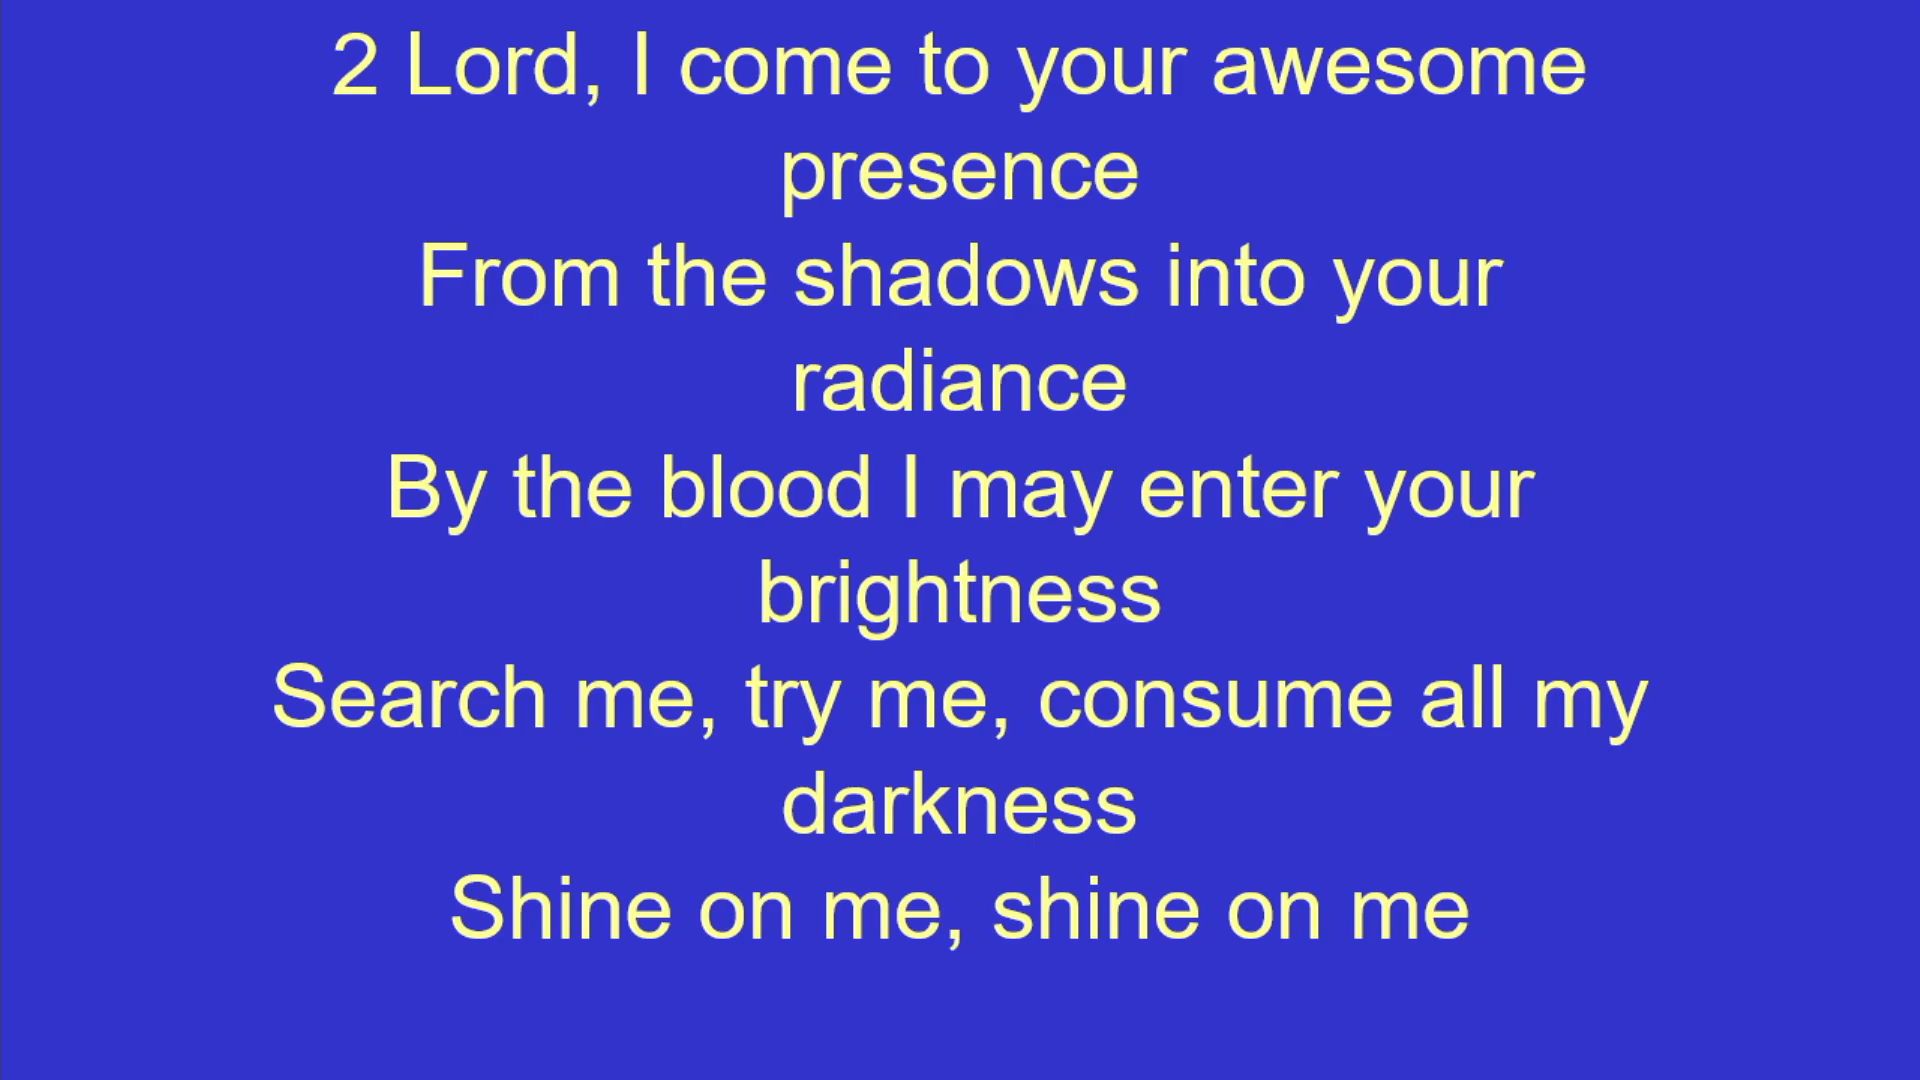 2 Lord, I come to your awesome
presence
From the shadows into your
radiance
By the blood I may enter your
brightness
Search me, try me, consume all my
darkness
Shine on me, shine on me